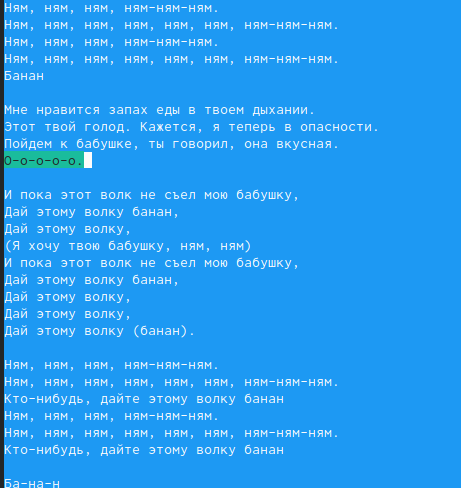 Ням, ням, ням, ням-ням-ням.
Ням, ням, ням, ням, ням, ням, ням-ням-ням.
Ням, ням, ням, ням-ням-ням.
Ням, ням, ням, ням, ням, ням, ням-ням-ням.
Банан
Мне нравится запах еды в твоем дыхании.
Этот твой голод. Кажется, я теперь в опасности.
Пойдем к бабушке, ты говорил, она вкусная.
О-о-о-о-о.
И пока этот волк не съел мою бабушку,
Дай этому волку банан,
Дай этому волку,
(Я хочу твою бабушку, ням, ням)
И пока этот волк не съел мою бабушку,
Дай этому волку банан,
Дай этому волку,
Дай этому волку,
Дай этому волку (банан).
Ням, ням, ням, ням-ням-ням.
Ням, ням, ням, ням, ням, ням, ням-ням-ням.
Кто-нибудь, дайте этому волку банан
Ням, ням, ням, ням-ням-ням.
Ням, ням, ням, ням, ням, ням, ням-ням-ням.
Кто-нибудь, дайте этому волку банан
Ба-на-н